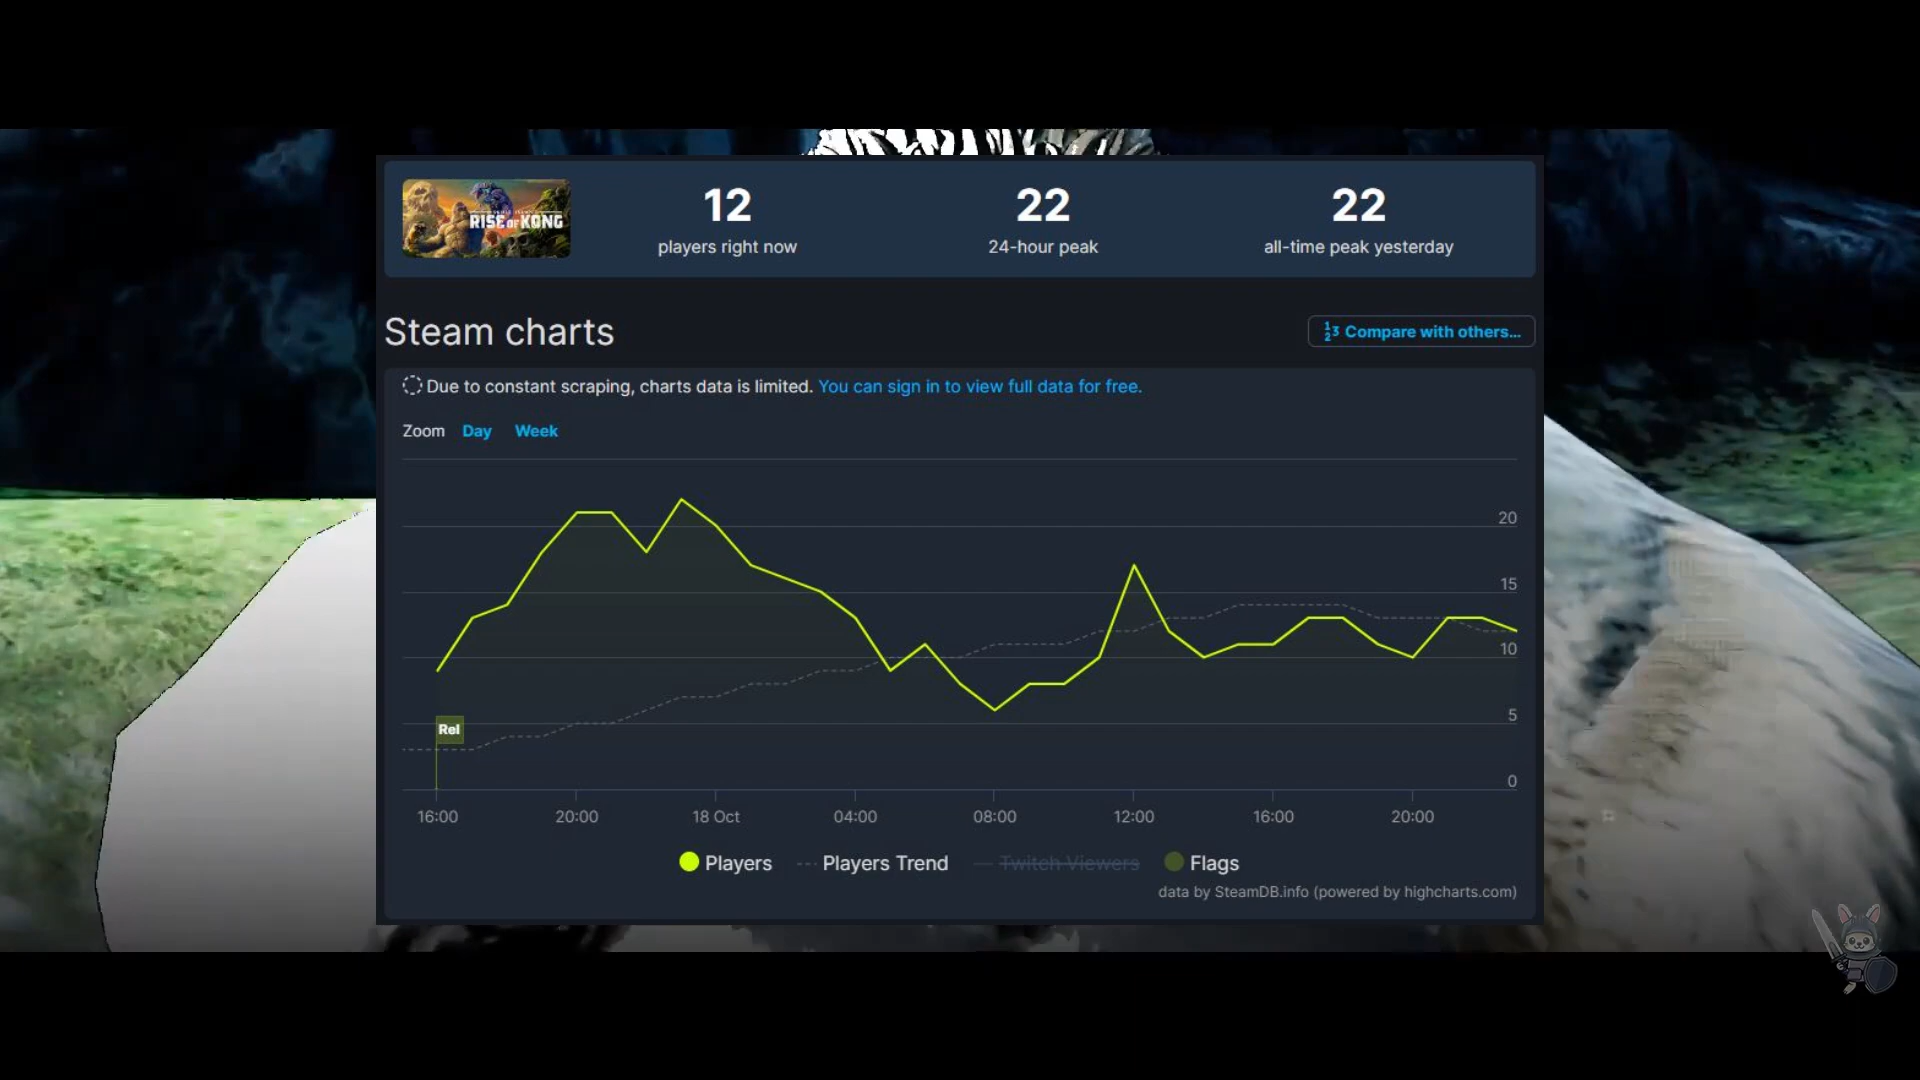 RISE OF KONG
12
players right now
22
24-hour peak
22
all-time peak yesterday
Steam charts
Compare with others...
Due to constant scraping, charts data is limited. You can sign in to view full data for free.
Zoom Day Week
20
15
10
5
0
Rel
16:00 20:00 18 Oct 04:00 08:00 12:00 16:00 20:00
Players Players Trend Twitch Viewers Flags
data by SteamDB.info (powered by highcharts.com)